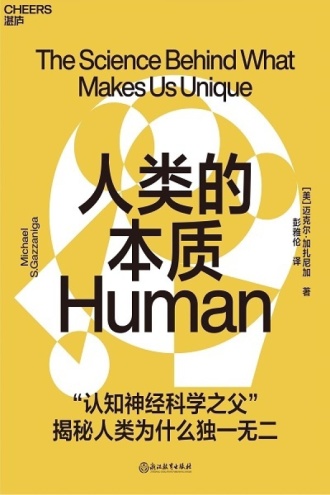 CHEERS
湛庐
The Science Behind What
Makes Us Unique
人类的
本质
Human
Michael
S.Gazzaniga
[美]迈克尔·加扎尼加 著
彭雅伦 译
“认知神经科学之父”
揭秘人类为什么独一无二
浙江教育出版社